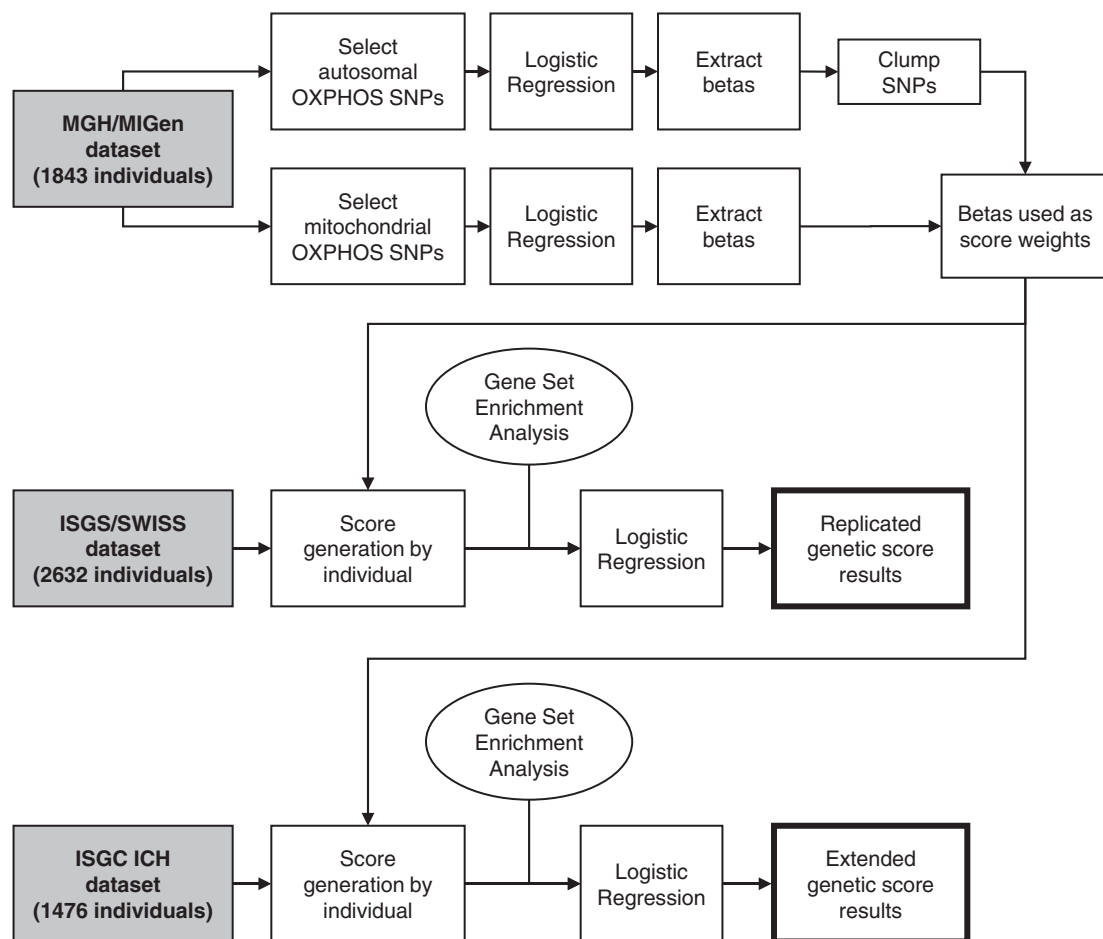 MGH/MIGen
dataset
(1843 individuals)
Select
autosomal
OXPHOS SNPs
Logistic
Regression
Extract
betas
Clump
SNPs
Select
mitochondrial
OXPHOS SNPs
Logistic
Regression
Extract
betas
Betas used as
score weights
Gene Set
Enrichment
Analysis
ISGS/SWISS
dataset
(2632 individuals)
Score
generation by
individual
Logistic
Regression
Replicated
genetic score
results
Gene Set
Enrichment
Analysis
ISGC ICH
dataset
(1476 individuals)
Score
generation by
individual
Logistic
Regression
Extended
genetic score
results